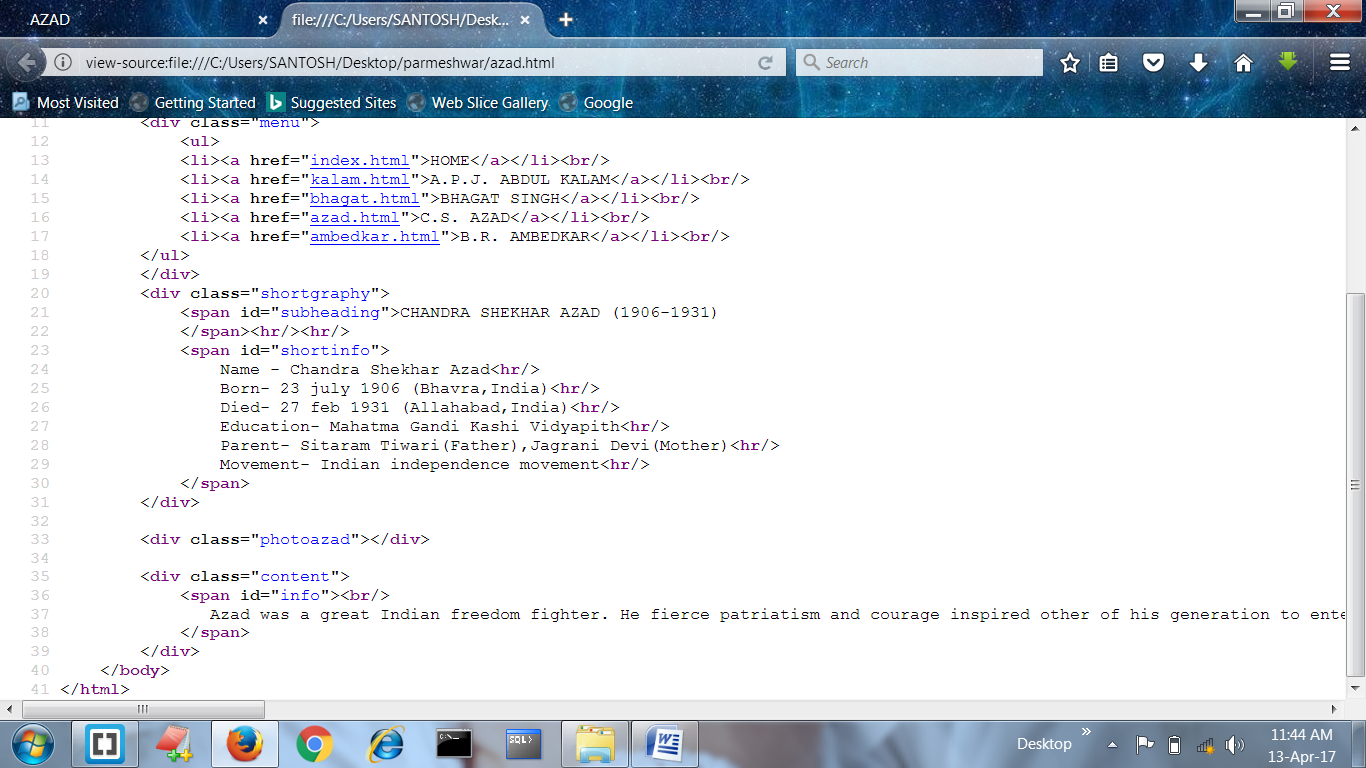 AZAD
file:///C:/Users/SANTOSH/Desk...
view-source:file:///C:/Users/SANTOSH/Desktop/parmeshwar/azad.html
Search
Most Visited Getting Started Suggested Sites Web Slice Gallery Google
11 <div class="menu">
12 <ul>
13 <li><a href="index.html">HOME</a></li><br/>
14 <li><a href="kalam.html">A.P.J. ABDUL KALAM</a></li><br/>
15 <li><a href="bhagat.html">BHAGAT SINGH</a></li><br/>
16 <li><a href="azad.html">C.S. AZAD</a></li><br/>
17 <li><a href="ambedkar.html">B.R. AMBEDKAR</a></li><br/>
18 </ul>
19 </div>
20 <div class="shortgraphy">
21 <span id="subheading">CHANDRA SHEKHAR AZAD (1906-1931)
22 </span><hr/><hr/>
23 <span id="shortinfo">
24 Name - Chandra Shekhar Azad<hr/>
25 Born- 23 july 1906 (Bhavra,India)<hr/>
26 Died- 27 feb 1931 (Allahabad,India)<hr/>
27 Education- Mahatma Gandi Kashi Vidyapith<hr/>
28 Parent- Sitaram Tiwari(Father),Jagrani Devi(Mother)<hr/>
29 Movement- Indian independence movement<hr/>
30 </span>
31 </div>
32
33 <div class="photoazad"></div>
34
35 <div class="content">
36 <span id="info"><br/>
37 Azad was a great Indian freedom fighter. He fierce patriatism and courage inspired other of his generation to ente
38 </span>
39 </div>
40 </body>
41 </html>
Desktop
11:44 AM
13-Apr-17